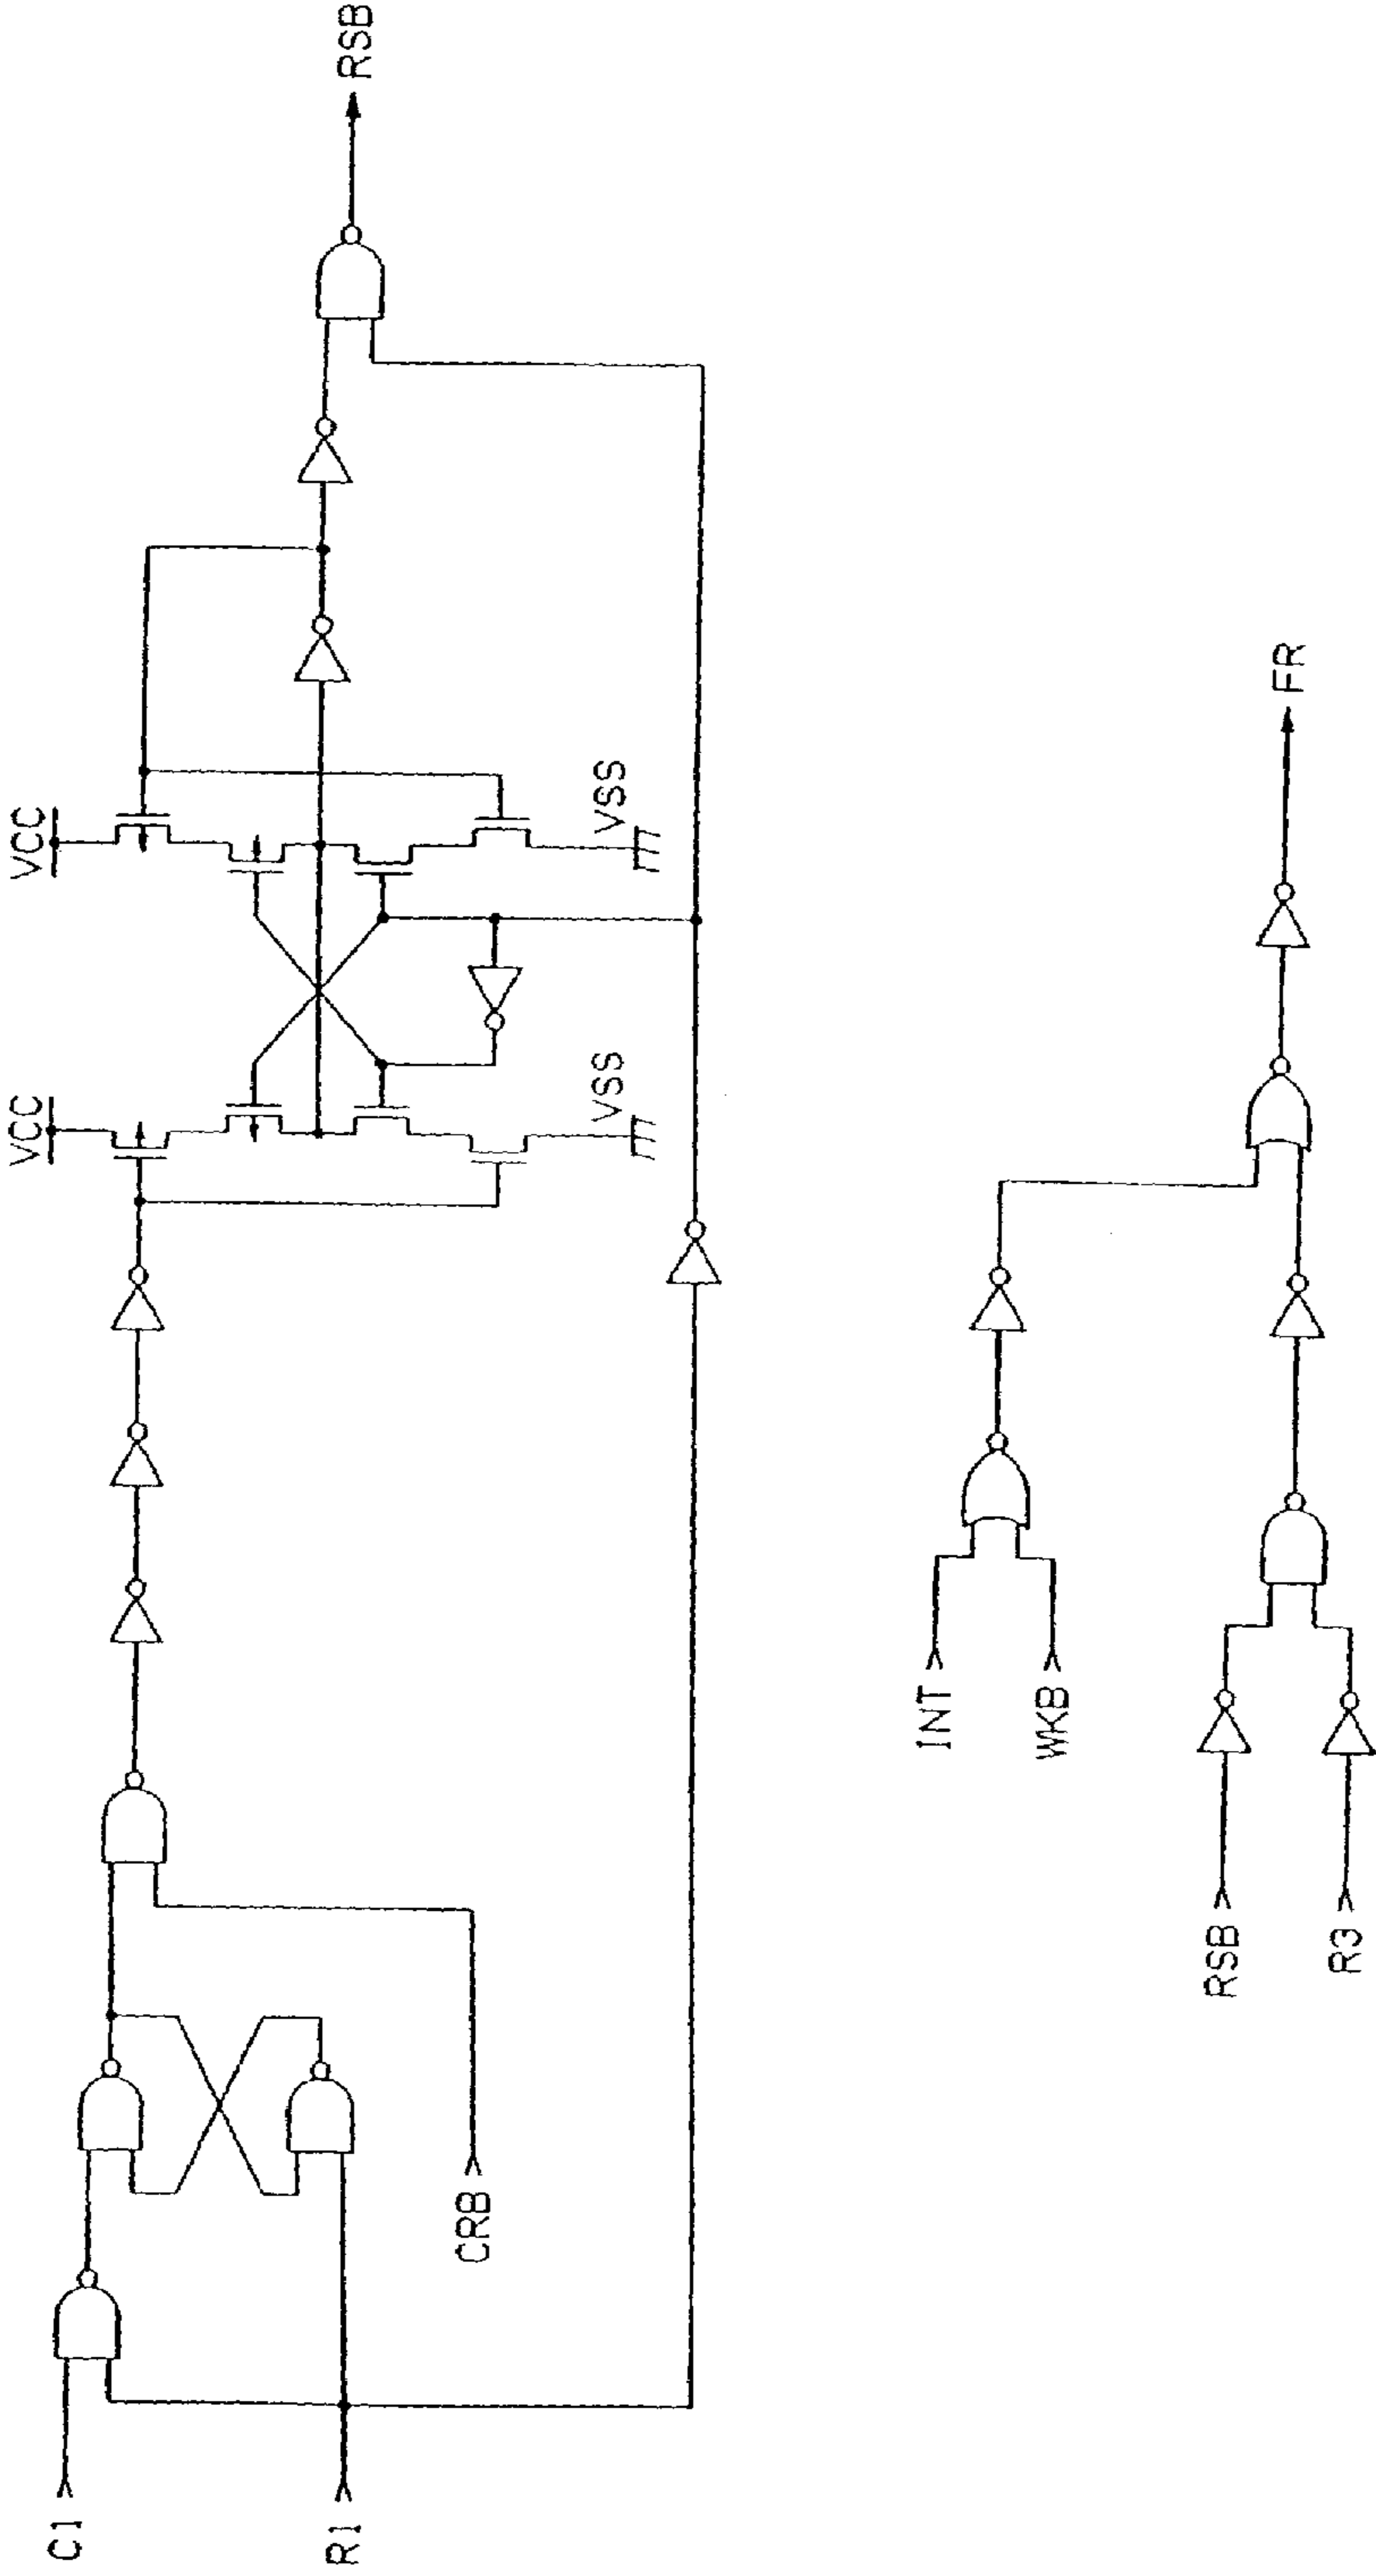 C1
R1
CRB
VCC
VSS
VCC
VSS
RSB
INT
WKB
RSB
R3
FR